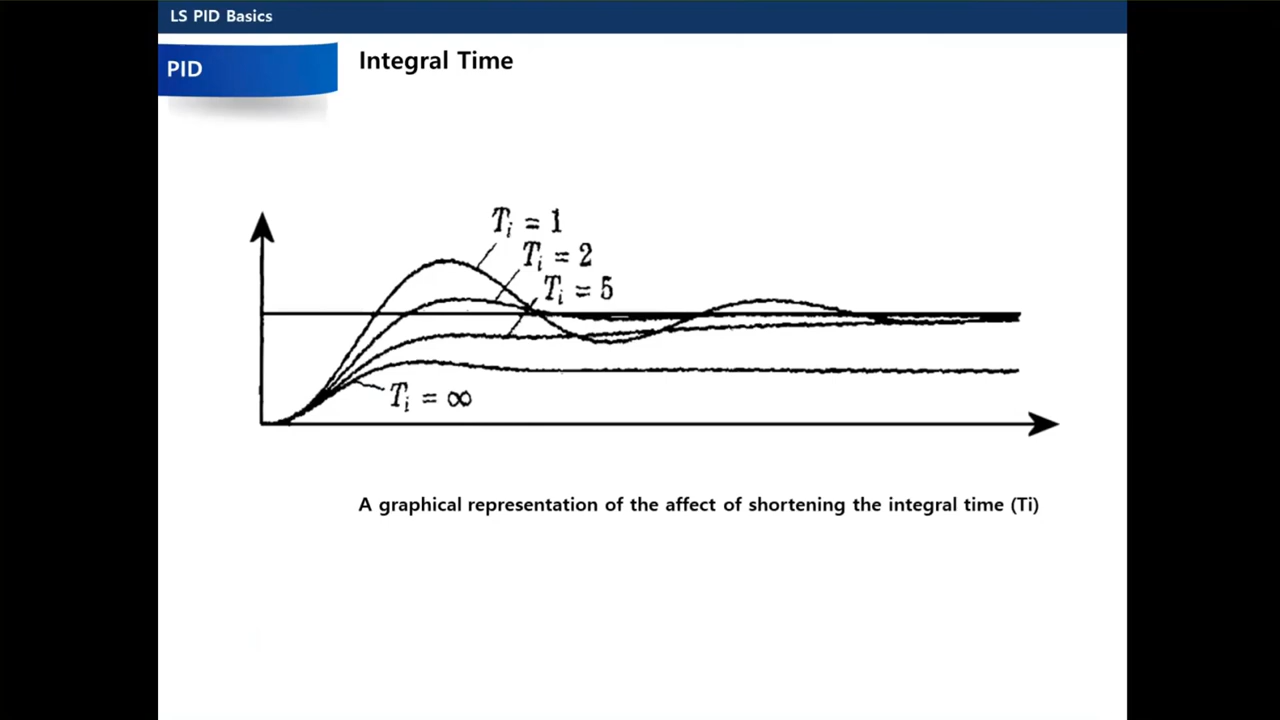 LS PID Basics
PID
Integral Time
Tᵢ = 1
Tᵢ = 2
Tᵢ = 5
Tᵢ = ∞
A graphical representation of the affect of shortening the integral time (Ti)